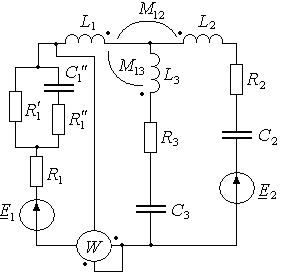 M₁₂
L₁
L₂
M₁₃
L₃
C₁″
R₁′
R₁″
R₂
R₃
C₂
R₁
E₁
E₂
C₃
W